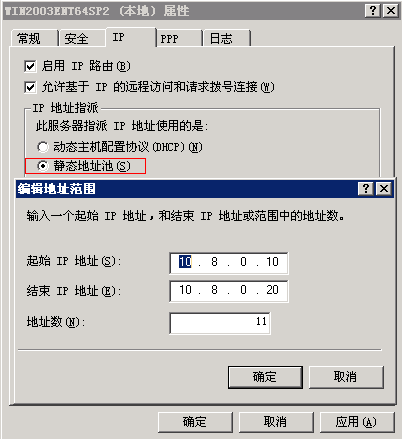 WIN2003ENT64SP2 (本地) 属性
常规 安全 IP PPP 日志
启用 IP 路由(B)
允许基于 IP 的远程访问和请求拨号连接(W)
IP 地址指派
此服务器指派 IP 地址使用的是:
动态主机配置协议(DHCP)(N)
静态地址池(S)
编辑地址范围
输入一个起始 IP 地址,和结束 IP 地址或范围中的地址数。
起始 IP 地址(S): 10 . 8 . 0 . 10
结束 IP 地址(E): 10 . 8 . 0 . 20
地址数(N): 11
确定 取消
确定 取消 应用(A)